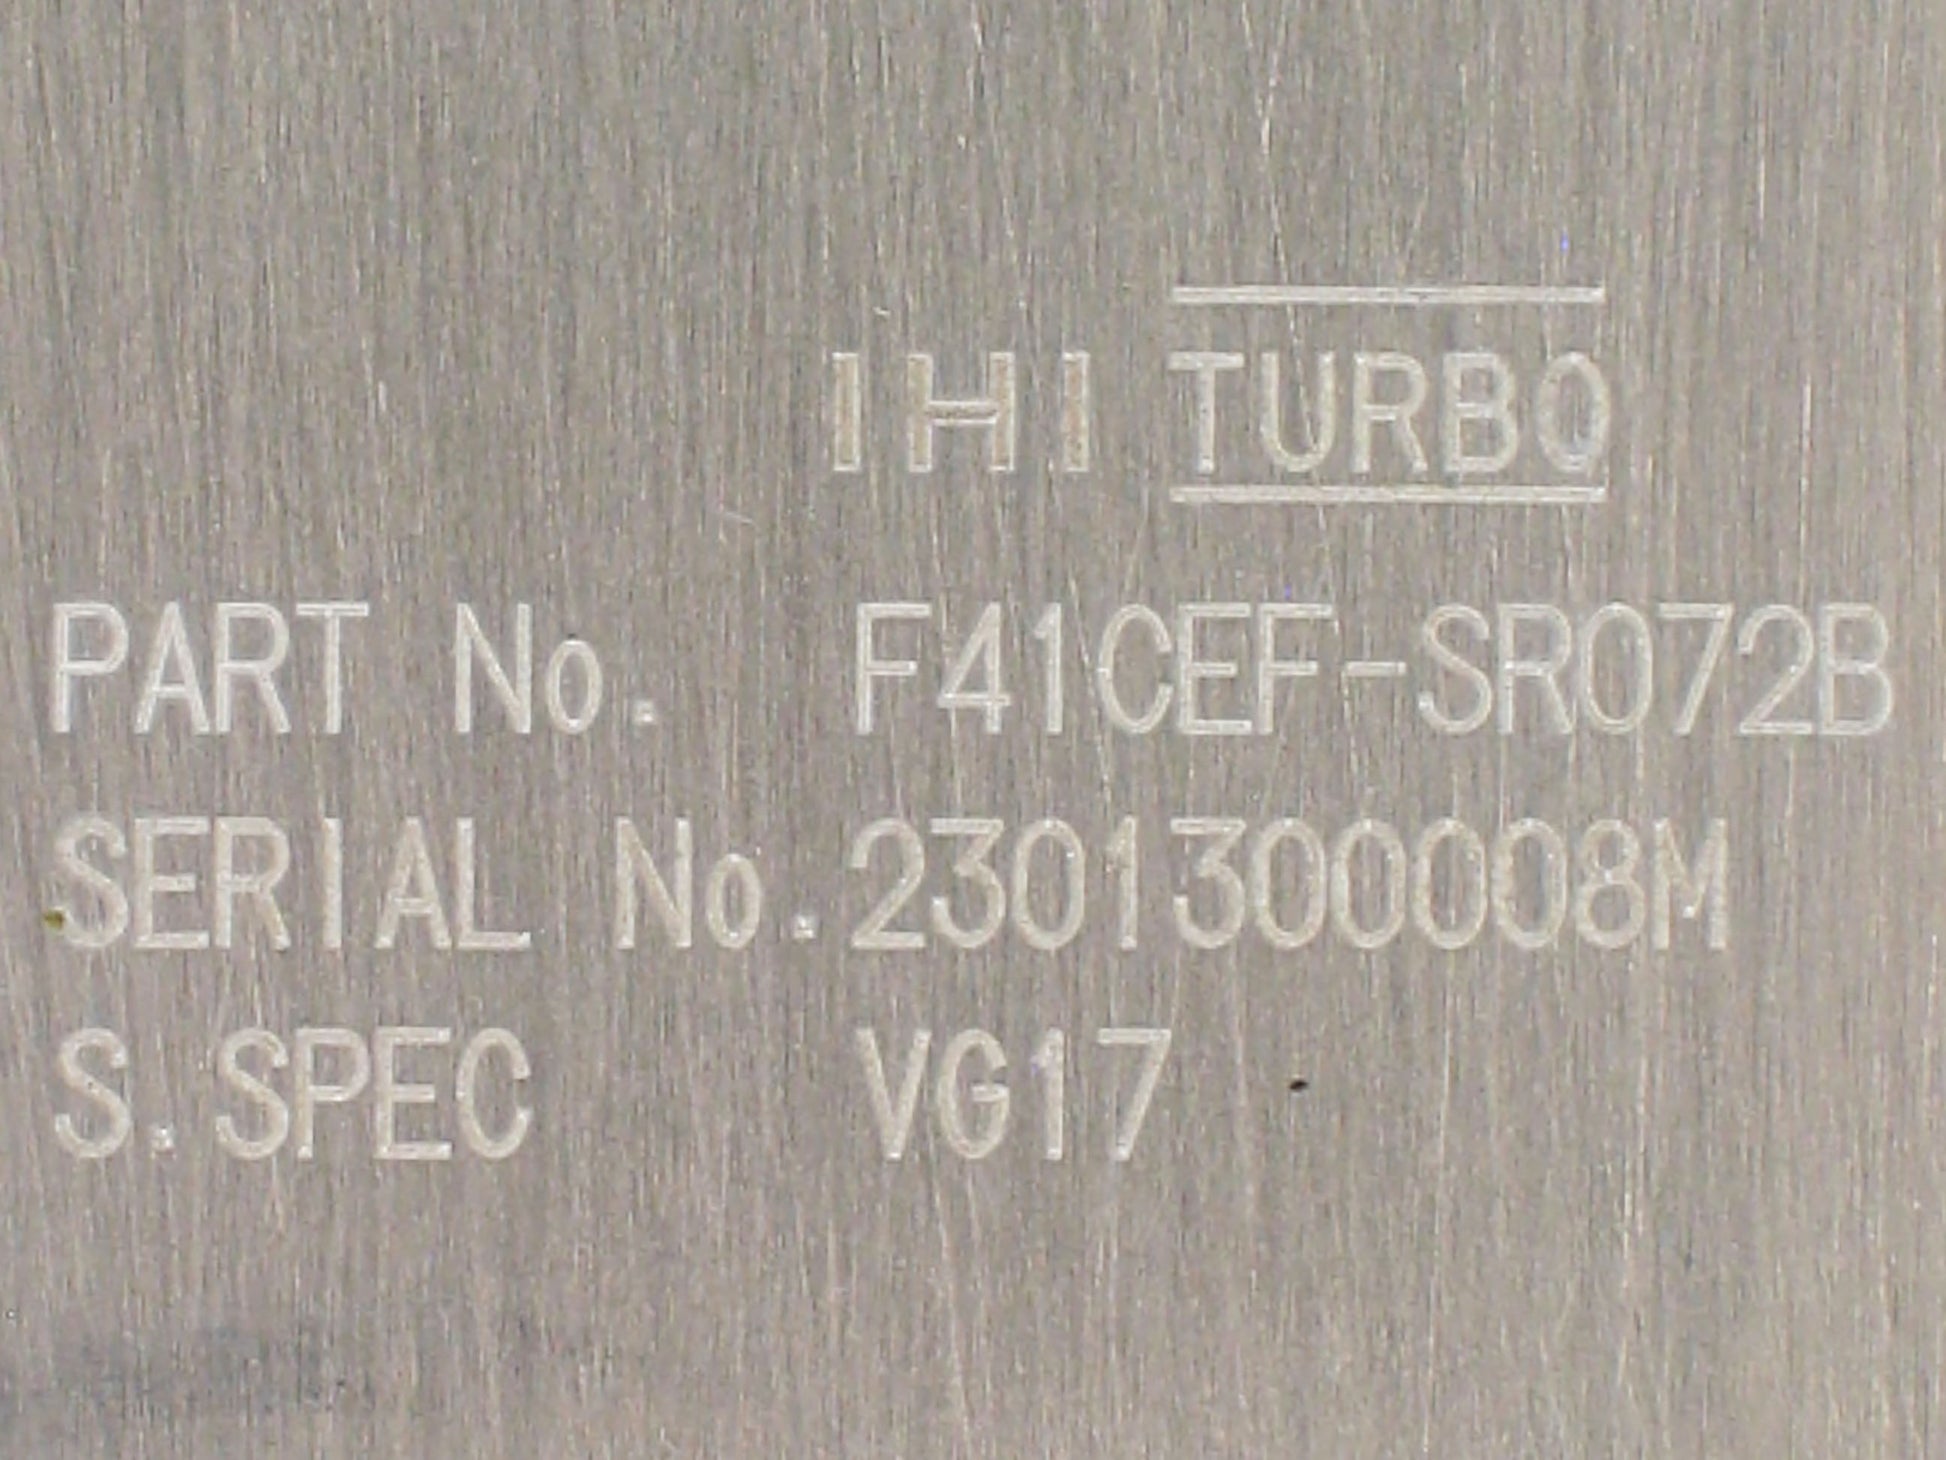 IHI TURBO
PART No. F41CEF-SR072B
SERIAL No. 2301300008M
S.SPEC VG17